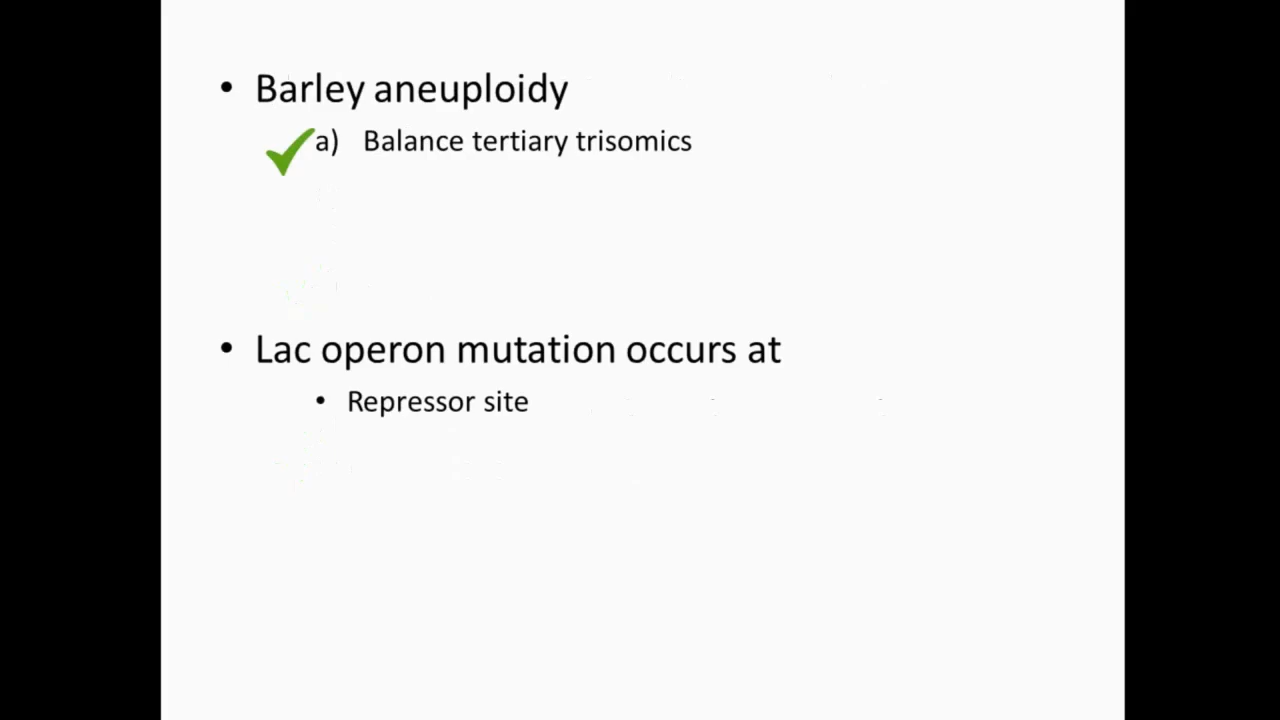 • Barley aneuploidy
a) Balance tertiary trisomics
• Lac operon mutation occurs at
• Repressor site